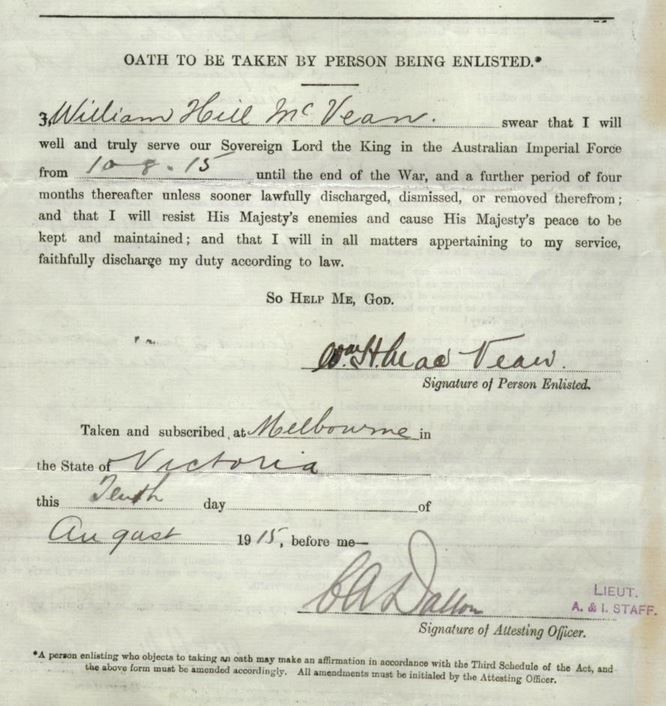 OATH TO BE TAKEN BY PERSON BEING ENLISTED.*
I, William Hill McVean. swear that I will
well and truly serve our Sovereign Lord the King in the Australian Imperial Force
from 10·8·15 until the end of the War, and a further period of four
months thereafter unless sooner lawfully discharged, dismissed, or removed therefrom;
and that I will resist His Majesty's enemies and cause His Majesty's peace to be
kept and maintained; and that I will in all matters appertaining to my service,
faithfully discharge my duty according to law.
SO HELP ME, GOD.
Wm. H. Mac Vean.
Signature of Person Enlisted.
Taken and subscribed at Melbourne in
the State of Victoria
this Tenth day of
August 1915, before me—
C A Dalton
LIEUT.
A. & I. STAFF.
Signature of Attesting Officer.
*A person enlisting who objects to taking an oath may make an affirmation in accordance with the Third Schedule of the Act, and
the above form must be amended accordingly. All amendments must be initialed by the Attesting Officer.